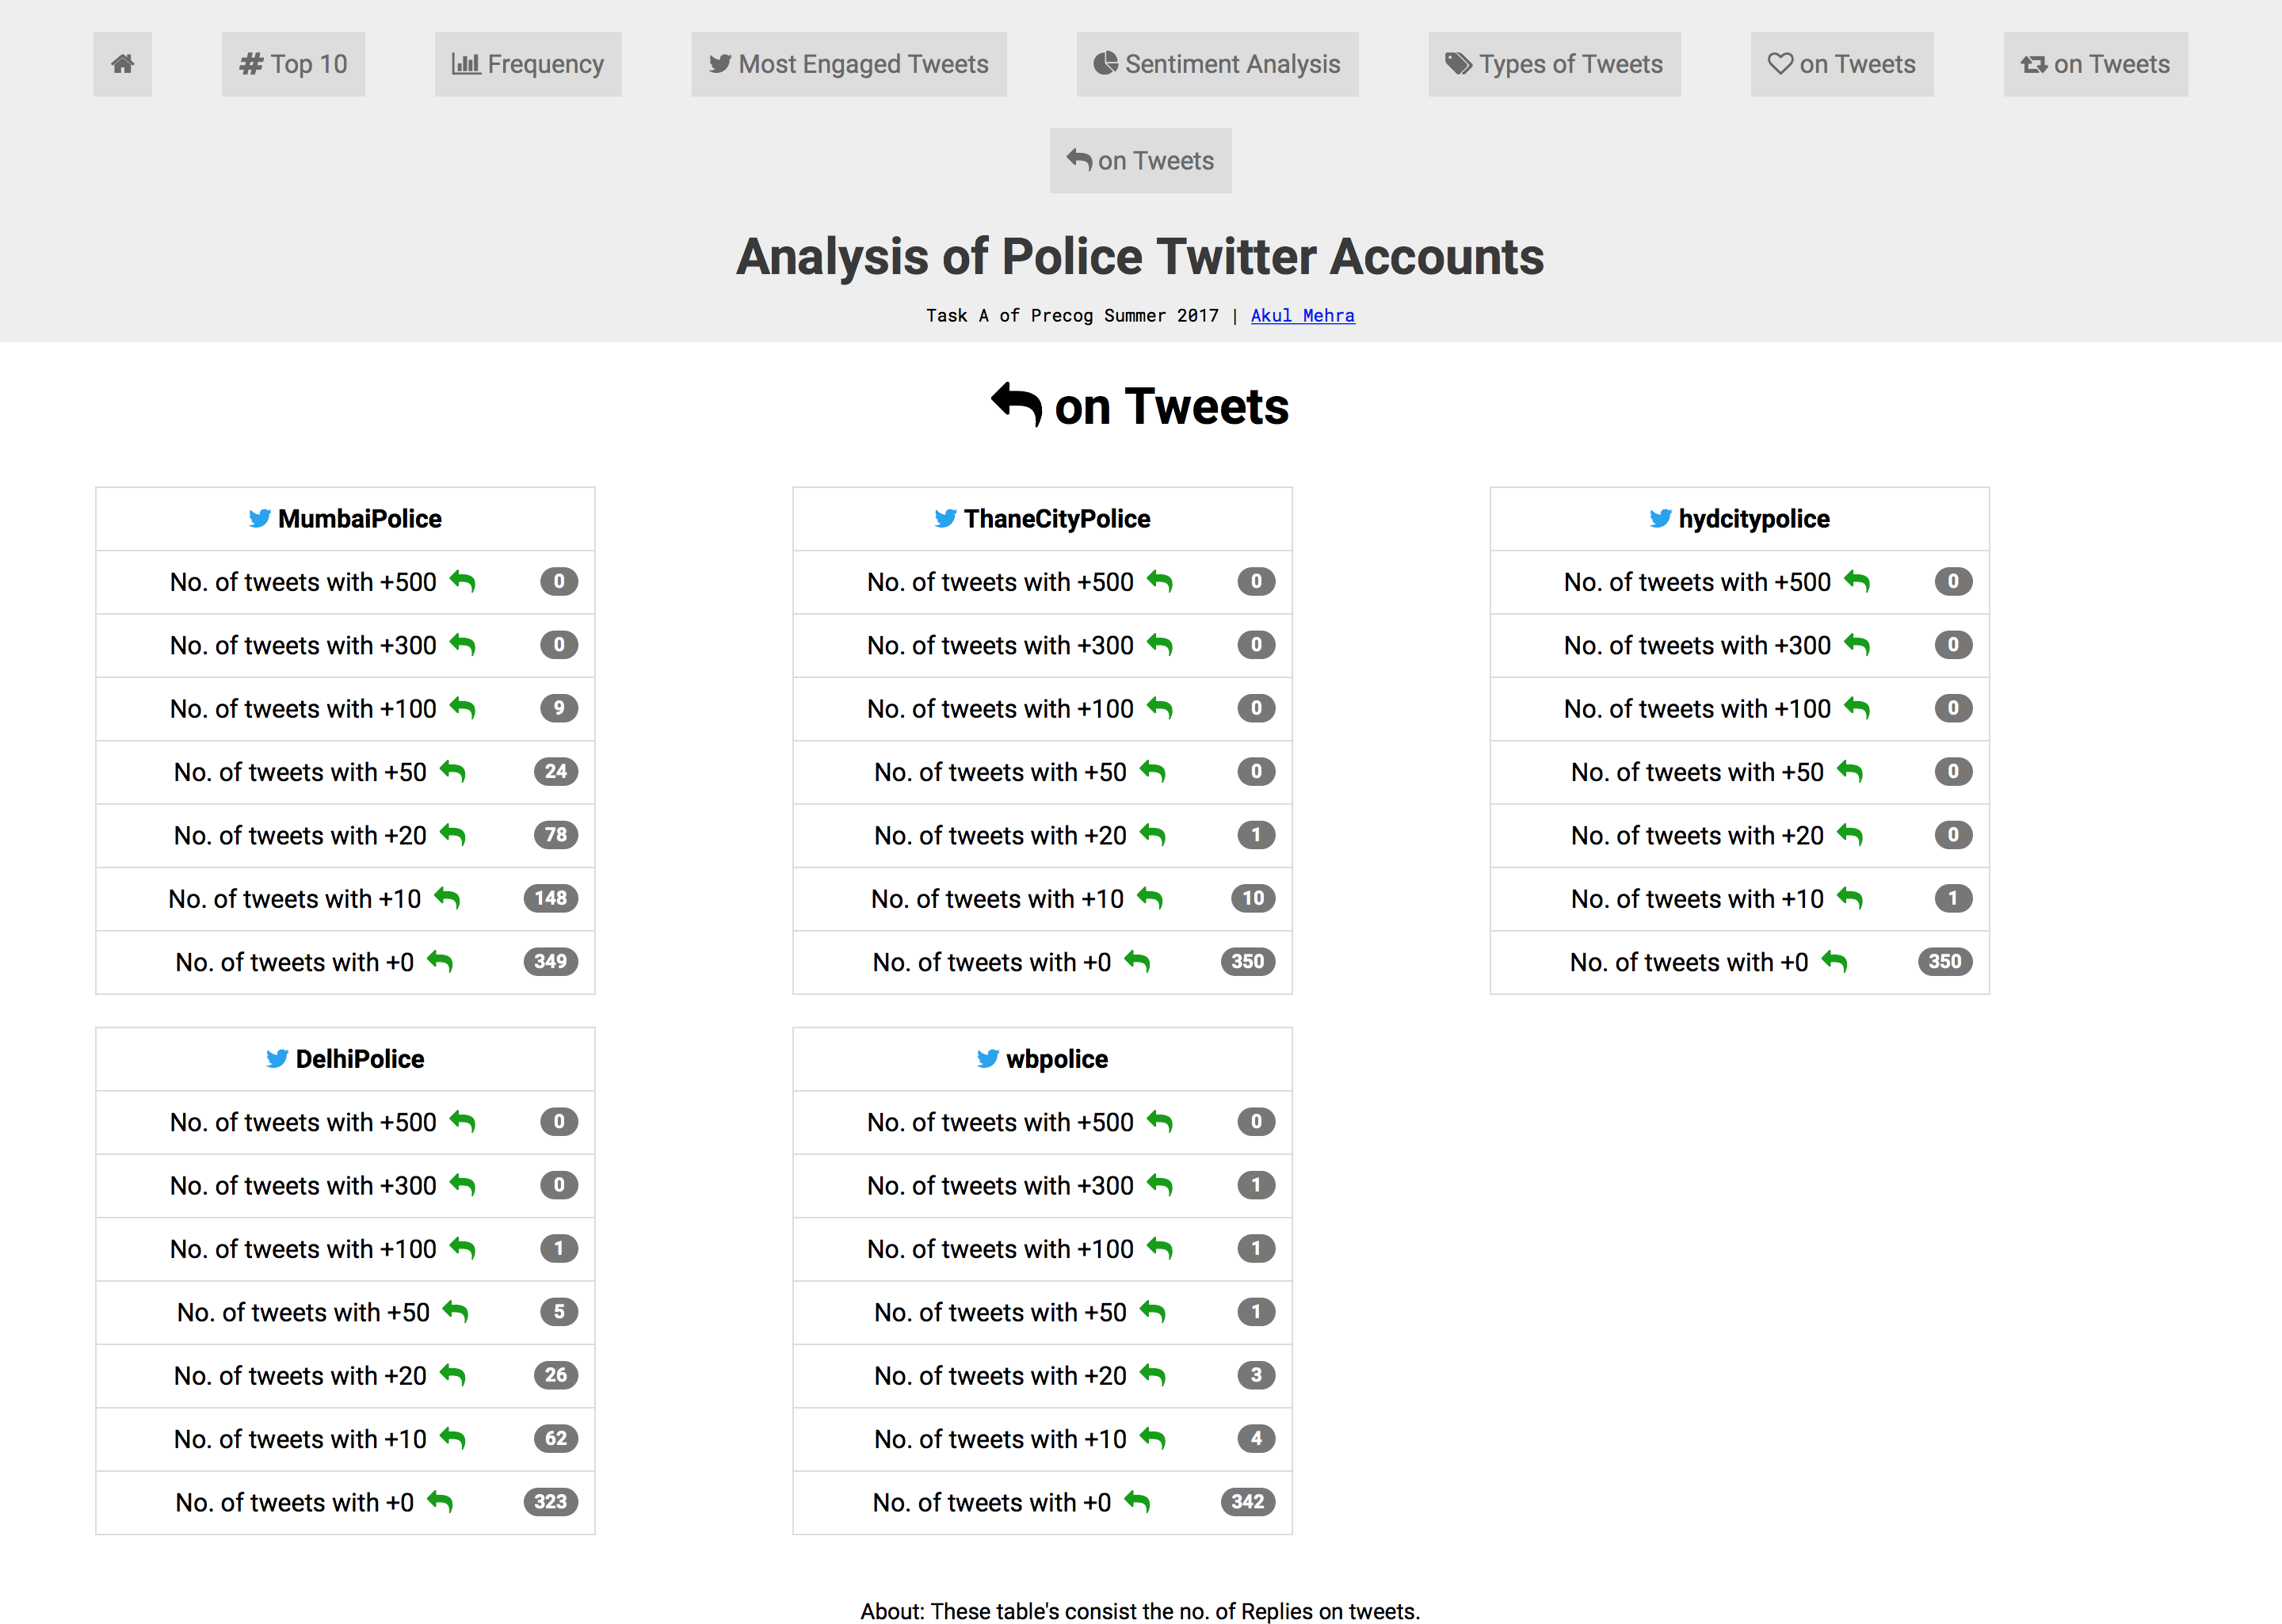 Top 10
Frequency
Most Engaged Tweets
Sentiment Analysis
Types of Tweets
on Tweets
on Tweets
on Tweets
Analysis of Police Twitter Accounts
Task A of Precog Summer 2017 | Akul Mehra
on Tweets
MumbaiPolice
No. of tweets with +500 0
No. of tweets with +300 0
No. of tweets with +100 9
No. of tweets with +50 24
No. of tweets with +20 78
No. of tweets with +10 148
No. of tweets with +0 349
ThaneCityPolice
No. of tweets with +500 0
No. of tweets with +300 0
No. of tweets with +100 0
No. of tweets with +50 0
No. of tweets with +20 1
No. of tweets with +10 10
No. of tweets with +0 350
hydcitypolice
No. of tweets with +500 0
No. of tweets with +300 0
No. of tweets with +100 0
No. of tweets with +50 0
No. of tweets with +20 0
No. of tweets with +10 1
No. of tweets with +0 350
DelhiPolice
No. of tweets with +500 0
No. of tweets with +300 0
No. of tweets with +100 1
No. of tweets with +50 5
No. of tweets with +20 26
No. of tweets with +10 62
No. of tweets with +0 323
wbpolice
No. of tweets with +500 0
No. of tweets with +300 1
No. of tweets with +100 1
No. of tweets with +50 1
No. of tweets with +20 3
No. of tweets with +10 4
No. of tweets with +0 342
About: These table's consist the no. of Replies on tweets.